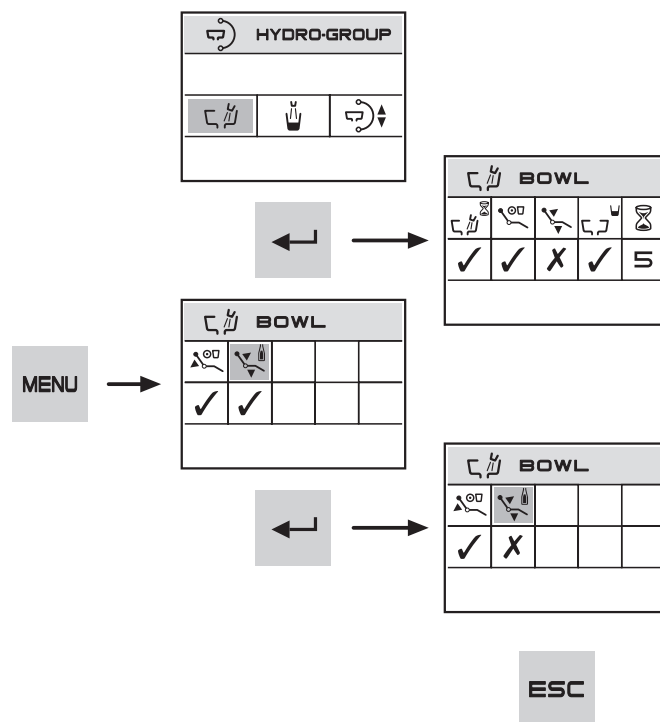 HYDRO-GROUP
BOWL
✓ ✓ ✗ ✓ 5
BOWL
✓ ✓
MENU
BOWL
✓ ✗
ESC